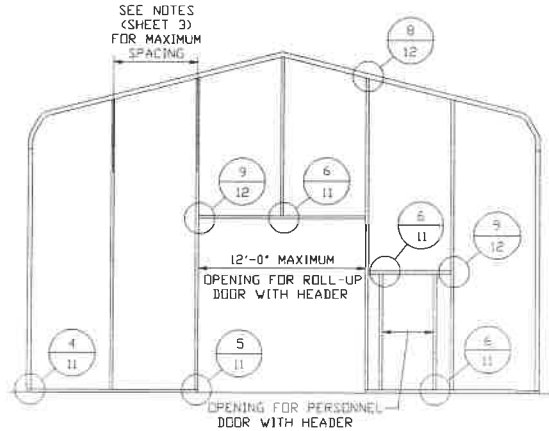 SEE NOTES
(SHEET 3)
FOR MAXIMUM
SPACING
8
12
9
12
6
11
6
11
9
12
12'-0" MAXIMUM
OPENING FOR ROLL-UP
DOOR WITH HEADER
4
11
5
11
6
11
OPENING FOR PERSONNEL
DOOR WITH HEADER